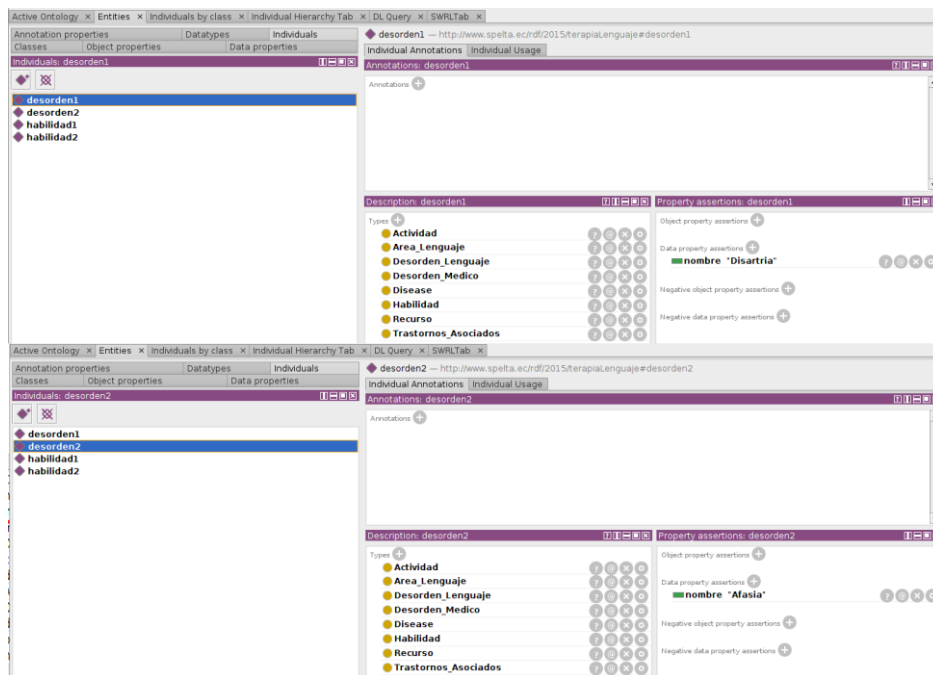 Active Ontology × Entities × Individuals by class × Individual Hierarchy Tab × DL Query × SWRLTab ×
Annotation properties Datatypes Individuals
Classes Object properties Data properties
Individuals: desorden1
desorden1
desorden2
habilidad1
habilidad2
desorden1 — http://www.spelta.ec/rdf/2015/terapiaLenguaje#desorden1
Individual Annotations Individual Usage
Annotations: desorden1
Annotations
Description: desorden1
Types
Actividad
Area_Lenguaje
Desorden_Lenguaje
Desorden_Medico
Disease
Habilidad
Recurso
Trastornos_Asociados
Property assertions: desorden1
Object property assertions
Data property assertions
nombre "Disartria"
Negative object property assertions
Negative data property assertions
Active Ontology × Entities × Individuals by class × Individual Hierarchy Tab × DL Query × SWRLTab ×
Annotation properties Datatypes Individuals
Classes Object properties Data properties
Individuals: desorden2
desorden1
desorden2
habilidad1
habilidad2
desorden2 — http://www.spelta.ec/rdf/2015/terapiaLenguaje#desorden2
Individual Annotations Individual Usage
Annotations: desorden2
Annotations
Description: desorden2
Types
Actividad
Area_Lenguaje
Desorden_Lenguaje
Desorden_Medico
Disease
Habilidad
Recurso
Trastornos_Asociados
Property assertions: desorden2
Object property assertions
Data property assertions
nombre "Afasia"
Negative object property assertions
Negative data property assertions